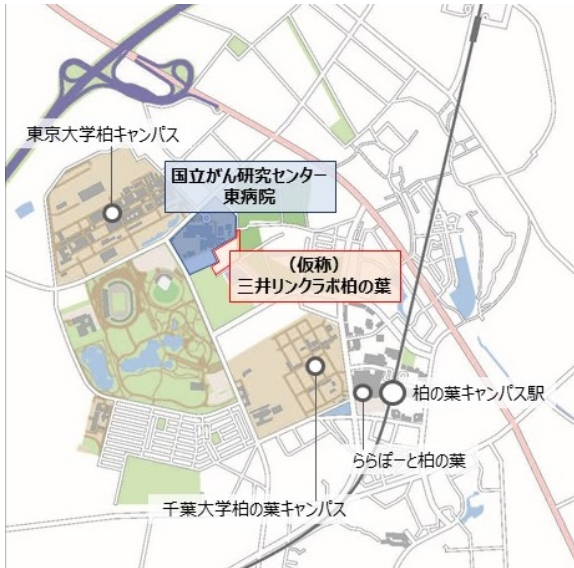 東京大学柏キャンパス
国立がん研究センター
東病院
（仮称）
三井リンクラボ柏の葉
柏の葉キャンパス駅
ららぽーと柏の葉
千葉大学柏の葉キャンパス